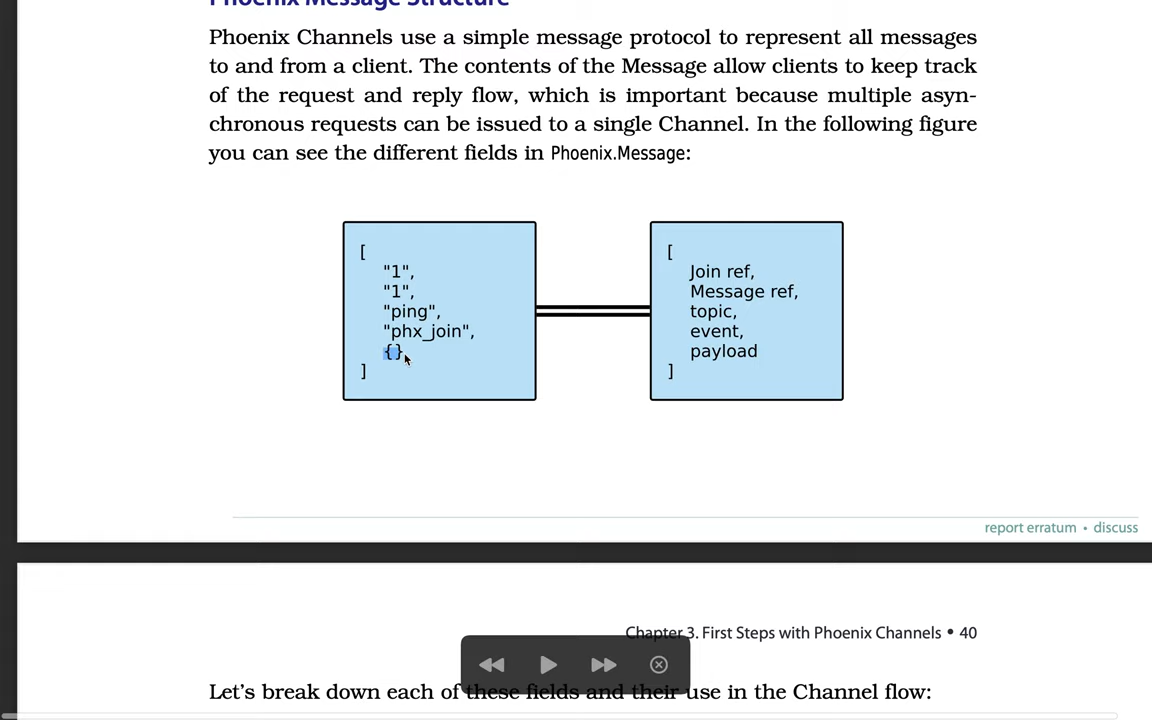 Phoenix Message Structure
Phoenix Channels use a simple message protocol to represent all messages
to and from a client. The contents of the Message allow clients to keep track
of the request and reply flow, which is important because multiple asyn-
chronous requests can be issued to a single Channel. In the following figure
you can see the different fields in Phoenix.Message:
[
"1",
"1",
"ping",
"phx_join",
{}
]
[
Join ref,
Message ref,
topic,
event,
payload
]
report erratum • discuss
Chapter 3. First Steps with Phoenix Channels • 40
Let's break down each of these fields and their use in the Channel flow: